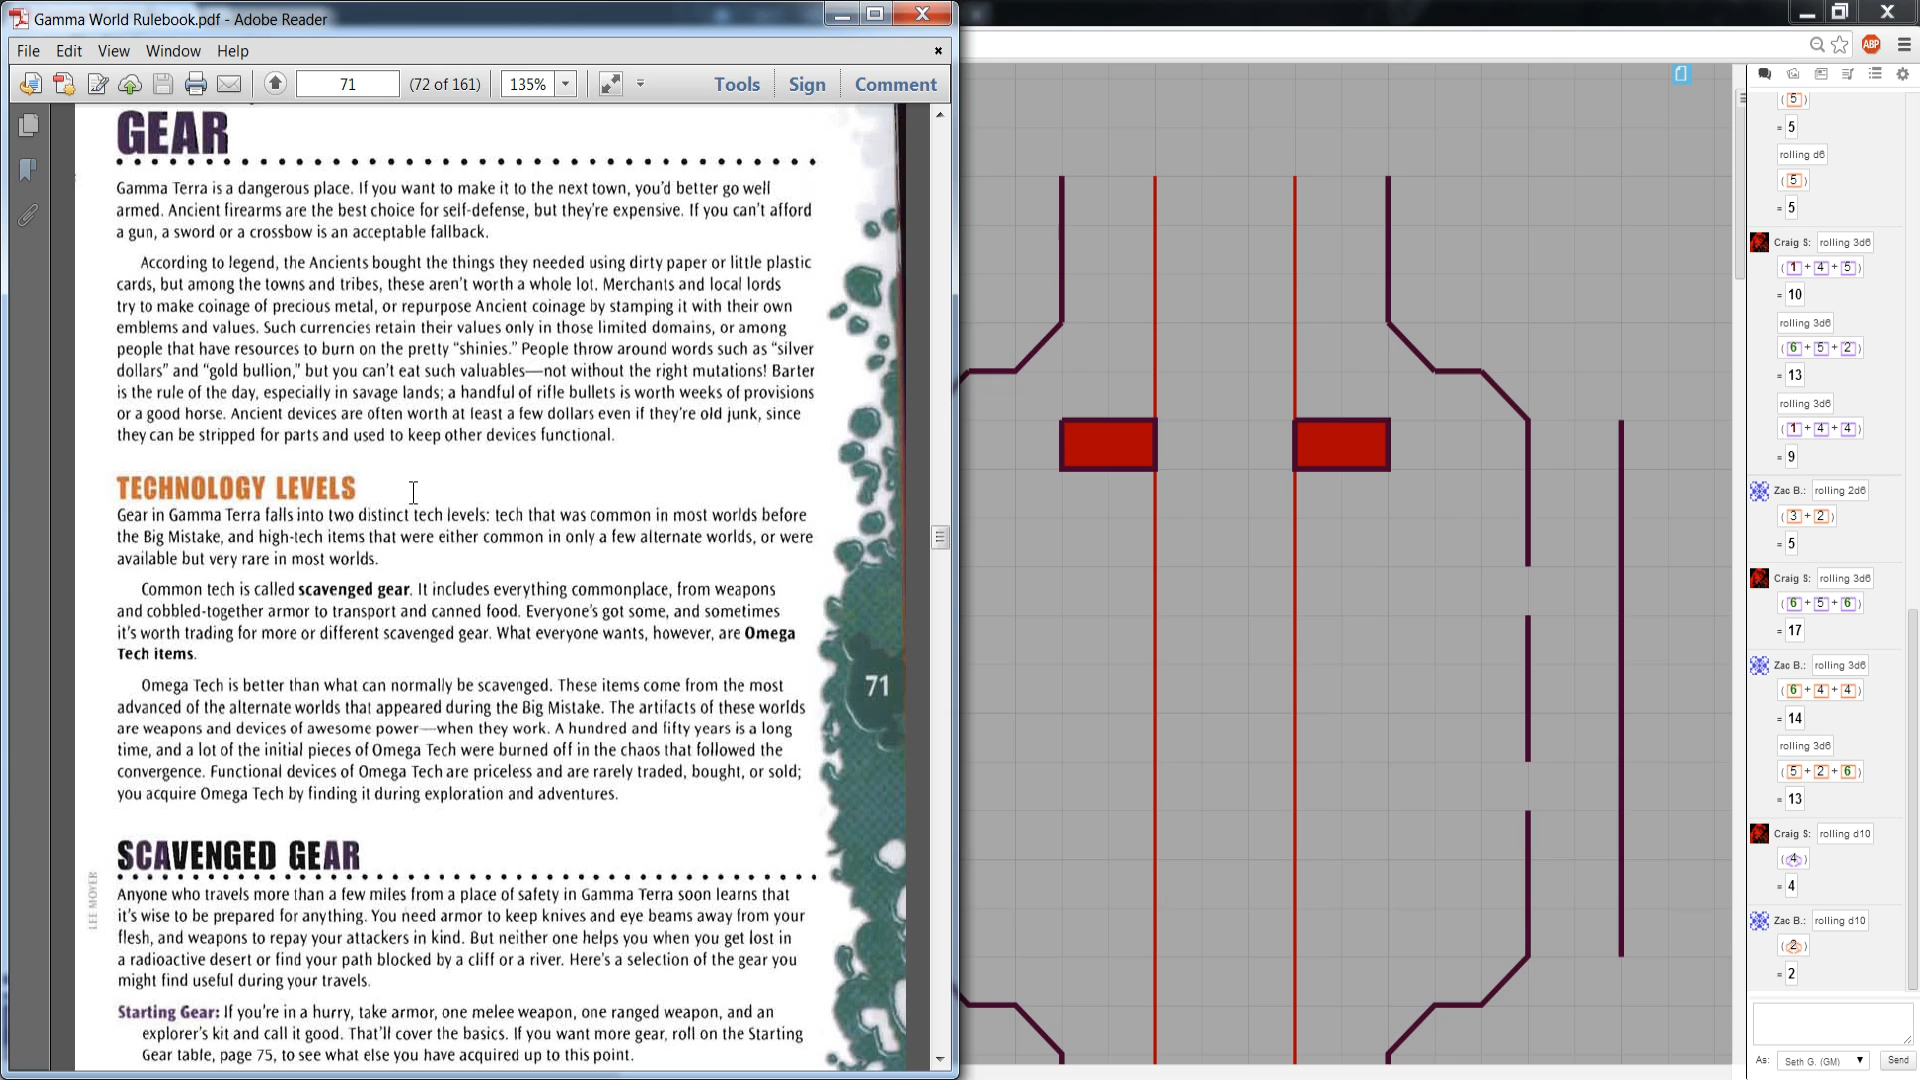 Gamma World Rulebook.pdf - Adobe Reader
File Edit View Window Help
71 (72 of 161) 135% Tools Sign Comment
GEAR
Gamma Terra is a dangerous place. If you want to make it to the next town, you'd better go well
armed. Ancient firearms are the best choice for self-defense, but they're expensive. If you can't afford
a gun, a sword or a crossbow is an acceptable fallback.
According to legend, the Ancients bought the things they needed using dirty paper or little plastic
cards, but among the towns and tribes, these aren't worth a whole lot. Merchants and local lords
try to make coinage of precious metal, or repurpose Ancient coinage by stamping it with their own
emblems and values. Such currencies retain their values only in those limited domains, or among
people that have resources to burn on the pretty "shinies." People throw around words such as "silver
dollars" and "gold bullion," but you can't eat such valuables—not without the right mutations! Barter
is the rule of the day, especially in savage lands; a handful of rifle bullets is worth weeks of provisions
or a good horse. Ancient devices are often worth at least a few dollars even if they're old junk, since
they can be stripped for parts and used to keep other devices functional.
TECHNOLOGY LEVELS
Gear in Gamma Terra falls into two distinct tech levels: tech that was common in most worlds before
the Big Mistake, and high-tech items that were either common in only a few alternate worlds, or were
available but very rare in most worlds.
Common tech is called scavenged gear. It includes everything commonplace, from weapons
and cobbled-together armor to transport and canned food. Everyone's got some, and sometimes
it's worth trading for more or different scavenged gear. What everyone wants, however, are Omega
Tech items.
Omega Tech is better than what can normally be scavenged. These items come from the most
advanced of the alternate worlds that appeared during the Big Mistake. The artifacts of these worlds
are weapons and devices of awesome power—when they work. A hundred and fifty years is a long
time, and a lot of the initial pieces of Omega Tech were burned off in the chaos that followed the
convergence. Functional devices of Omega Tech are priceless and are rarely traded, bought, or sold;
you acquire Omega Tech by finding it during exploration and adventures.
71
SCAVENGED GEAR
Anyone who travels more than a few miles from a place of safety in Gamma Terra soon learns that
it's wise to be prepared for anything. You need armor to keep knives and eye beams away from your
flesh, and weapons to repay your attackers in kind. But neither one helps you when you get lost in
a radioactive desert or find your path blocked by a cliff or a river. Here's a selection of the gear you
might find useful during your travels.
Starting Gear: If you're in a hurry, take armor, one melee weapon, one ranged weapon, and an
explorer's kit and call it good. That'll cover the basics. If you want more gear, roll on the Starting
Gear table, page 75, to see what else you have acquired up to this point.
LEE MOYER
ABP
(5)
= 5
rolling d6
(5)
= 5
Craig S: rolling 3d6
(1+4+5)
= 10
rolling 3d6
(6+5+2)
= 13
rolling 3d6
(1+4+4)
= 9
Zac B.: rolling 2d6
(3+2)
= 5
Craig S: rolling 3d6
(6+5+6)
= 17
Zac B.: rolling 3d6
(6+4+4)
= 14
rolling 3d6
(5+2+6)
= 13
Craig S: rolling d10
(4)
= 4
Zac B.: rolling d10
(2)
= 2
As: Seth G. (GM) Send